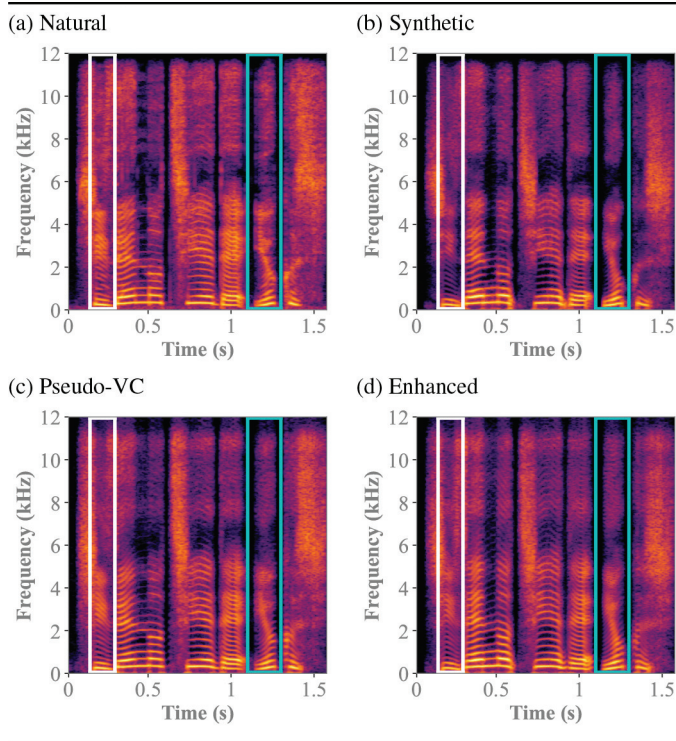 (a) Natural
(b) Synthetic
12
10
8
6
4
2
0
Frequency (kHz)
0 0.5 1 1.5
Time (s)
12
10
8
6
4
2
0
Frequency (kHz)
0 0.5 1 1.5
Time (s)
(c) Pseudo-VC
(d) Enhanced
12
10
8
6
4
2
0
Frequency (kHz)
0 0.5 1 1.5
Time (s)
12
10
8
6
4
2
0
Frequency (kHz)
0 0.5 1 1.5
Time (s)